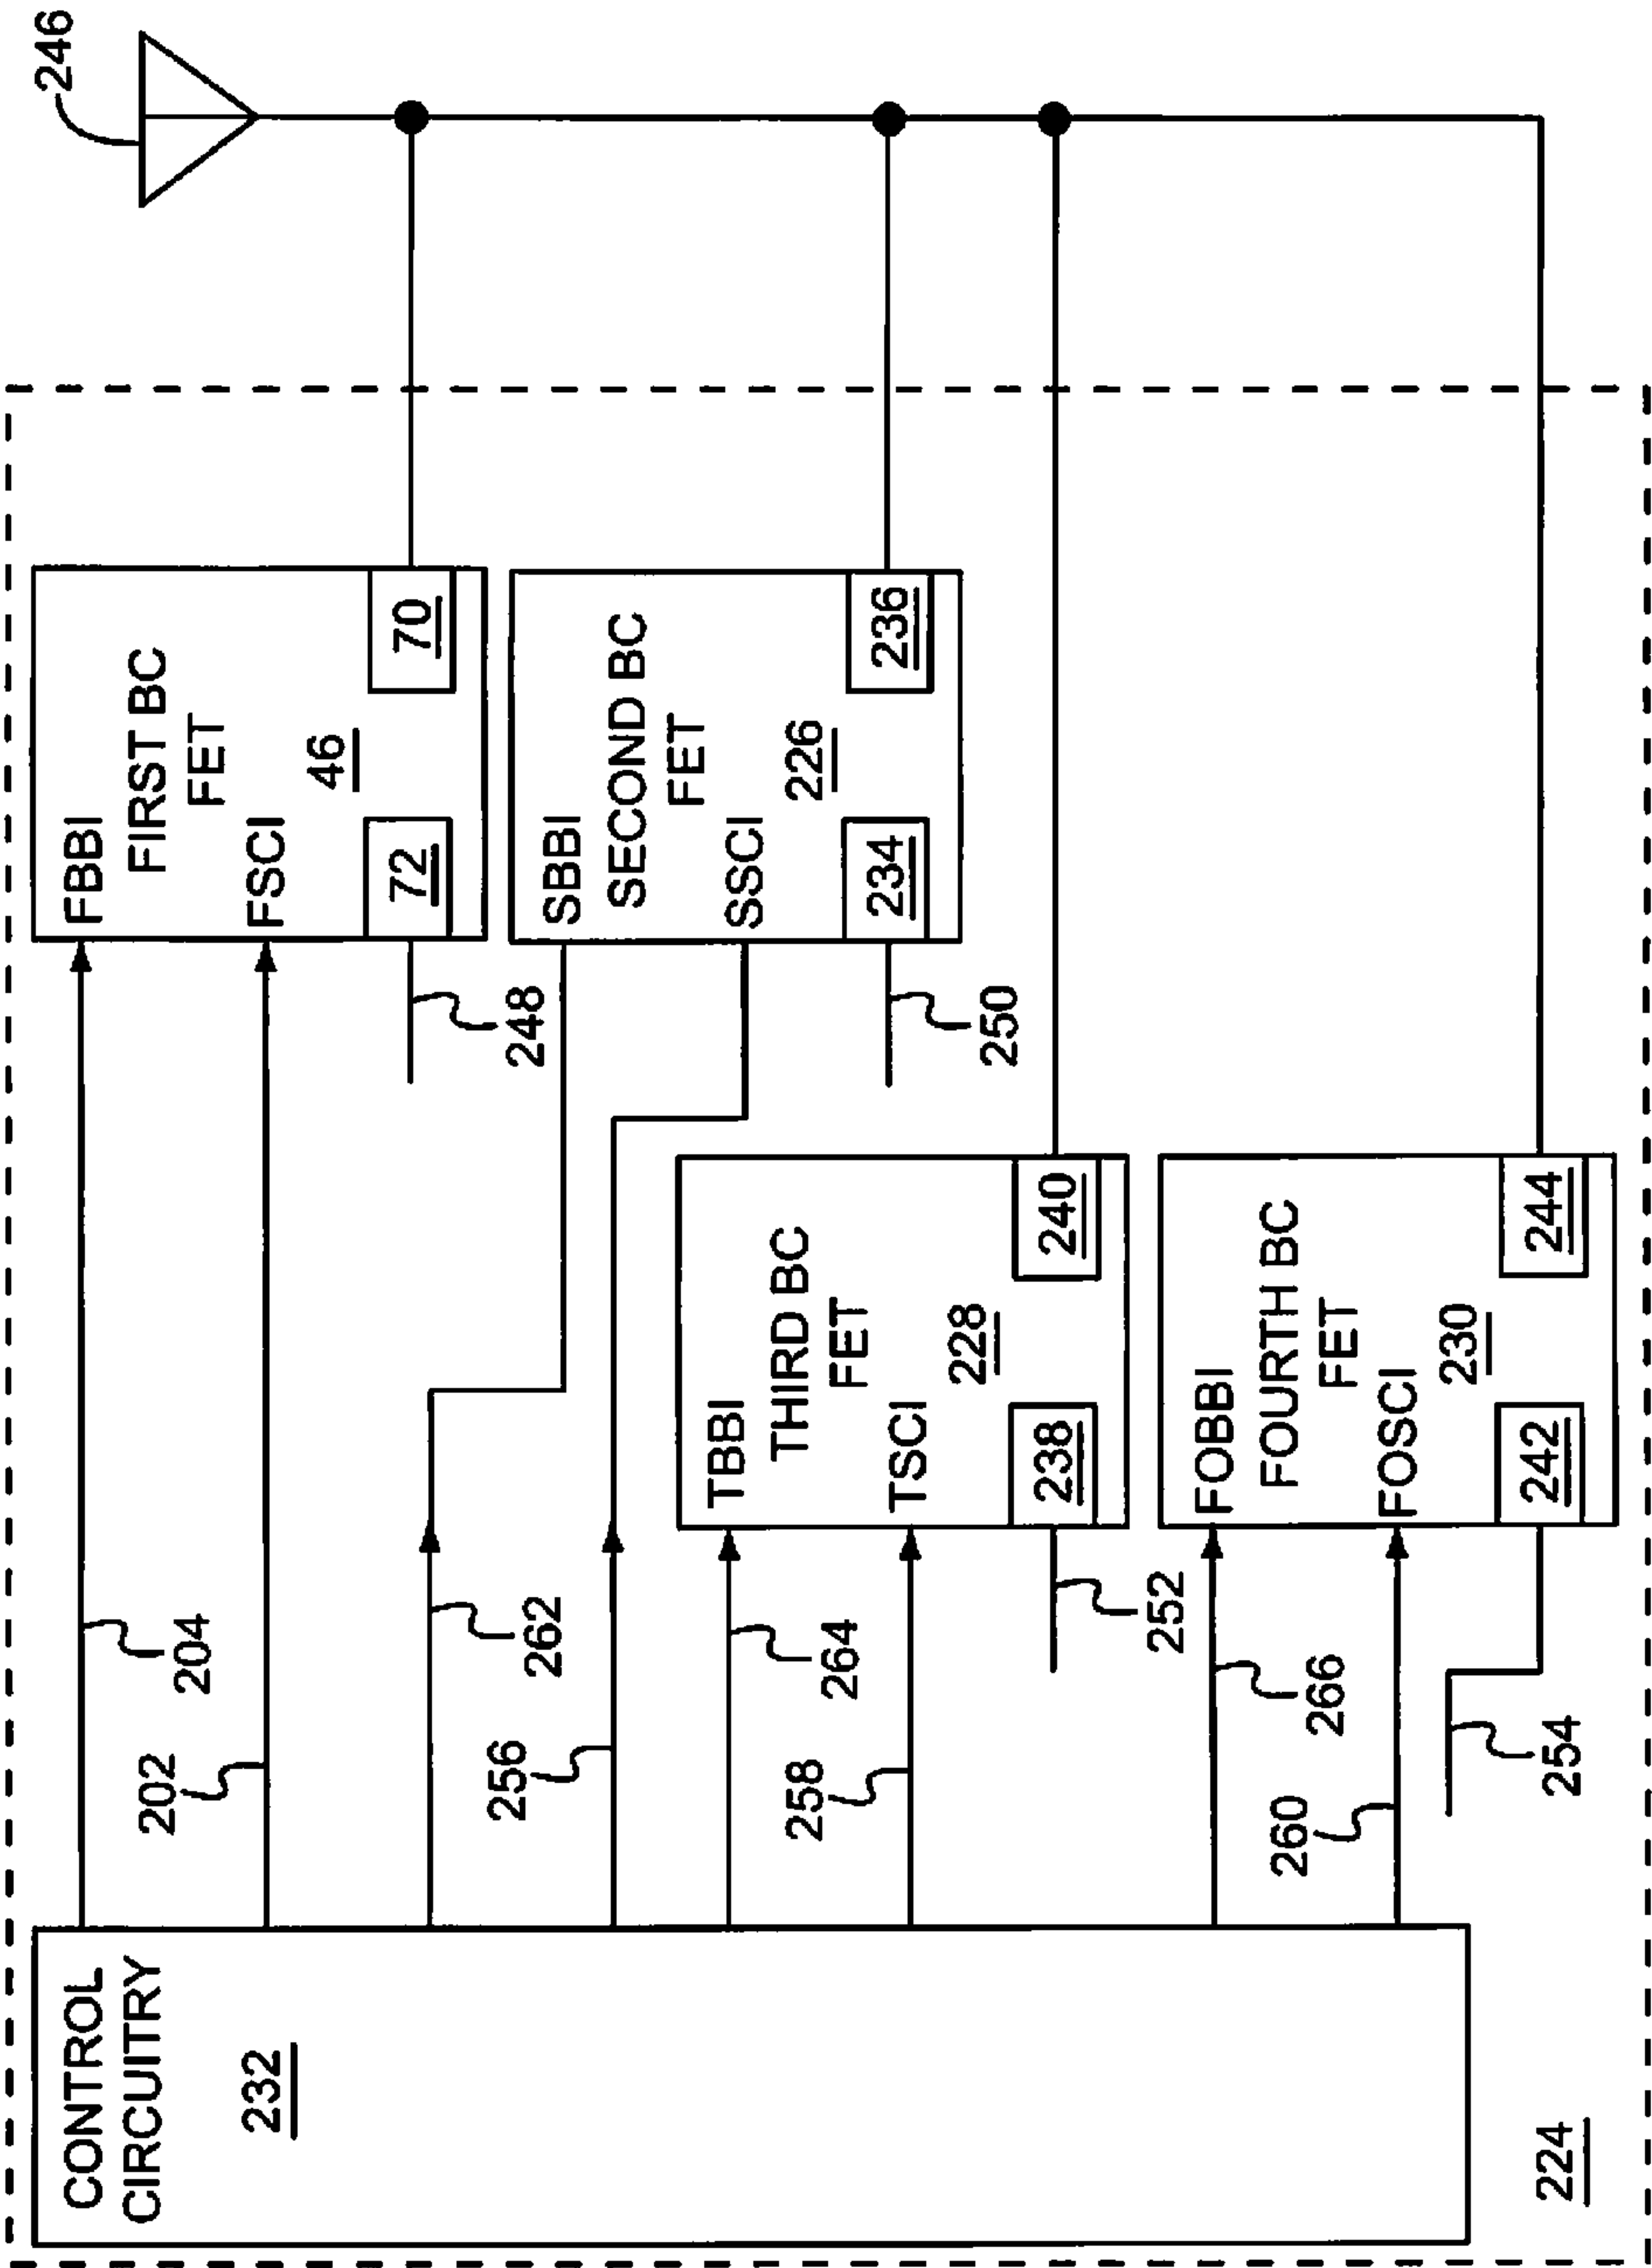 246
FBBI
FIRST BC
FET
FSCI
46
72
70
248
204
202
SBBI
SECOND BC
FET
SSCI
226
234
236
250
262
256
TBBI
THIRD BC
FET
TSCI
228
238
240
252
264
258
FOBBI
FOURTH BC
FET
FOSCI
230
242
244
254
266
260
CONTROL
CIRCUITRY
232
224